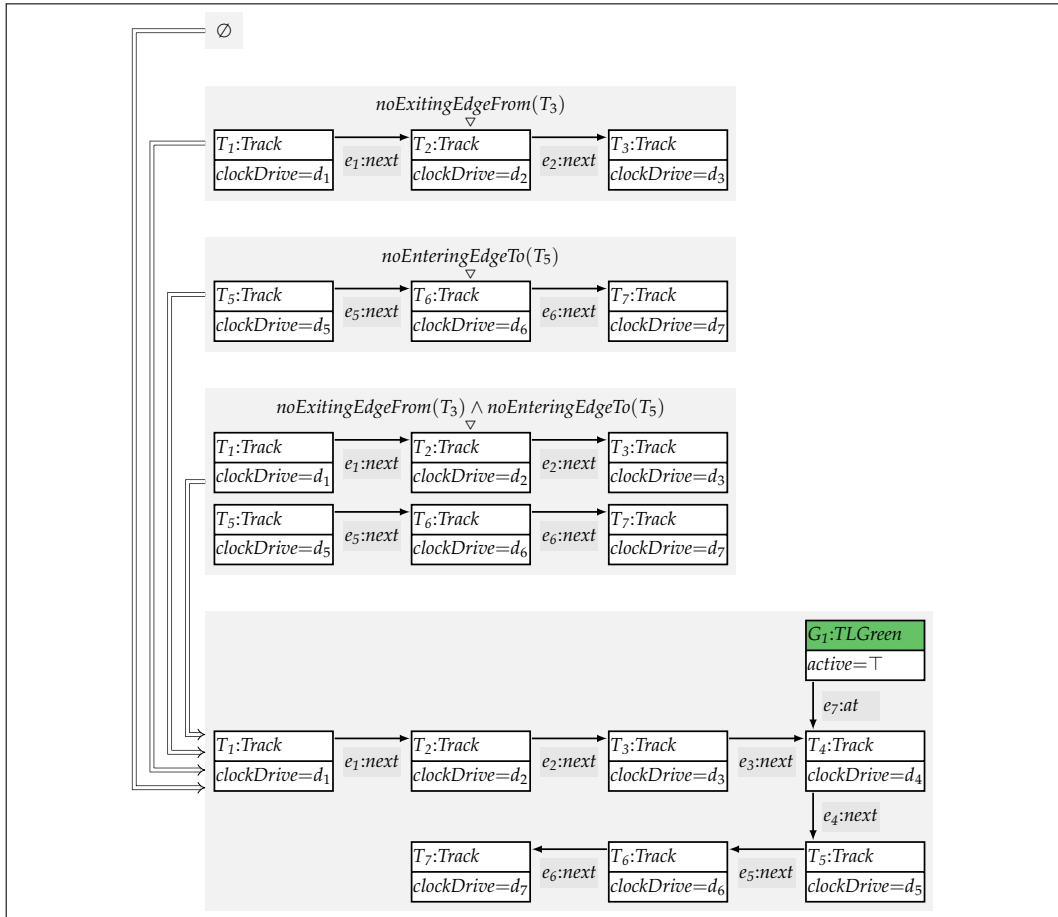 ∅
noExitingEdgeFrom(T₃)
▽
T₁:Track T₂:Track T₃:Track
e₁:next e₂:next
clockDrive=d₁ clockDrive=d₂ clockDrive=d₃
noEnteringEdgeTo(T₅)
▽
T₅:Track T₆:Track T₇:Track
e₅:next e₆:next
clockDrive=d₅ clockDrive=d₆ clockDrive=d₇
noExitingEdgeFrom(T₃) ∧ noEnteringEdgeTo(T₅)
▽
T₁:Track T₂:Track T₃:Track
e₁:next e₂:next
clockDrive=d₁ clockDrive=d₂ clockDrive=d₃
T₅:Track T₆:Track T₇:Track
e₅:next e₆:next
clockDrive=d₅ clockDrive=d₆ clockDrive=d₇
G₁:TLGreen
active=⊤
e₇:at
T₁:Track T₂:Track T₃:Track T₄:Track
e₁:next e₂:next e₃:next
clockDrive=d₁ clockDrive=d₂ clockDrive=d₃ clockDrive=d₄
e₄:next
T₇:Track T₆:Track T₅:Track
e₆:next e₅:next
clockDrive=d₇ clockDrive=d₆ clockDrive=d₅